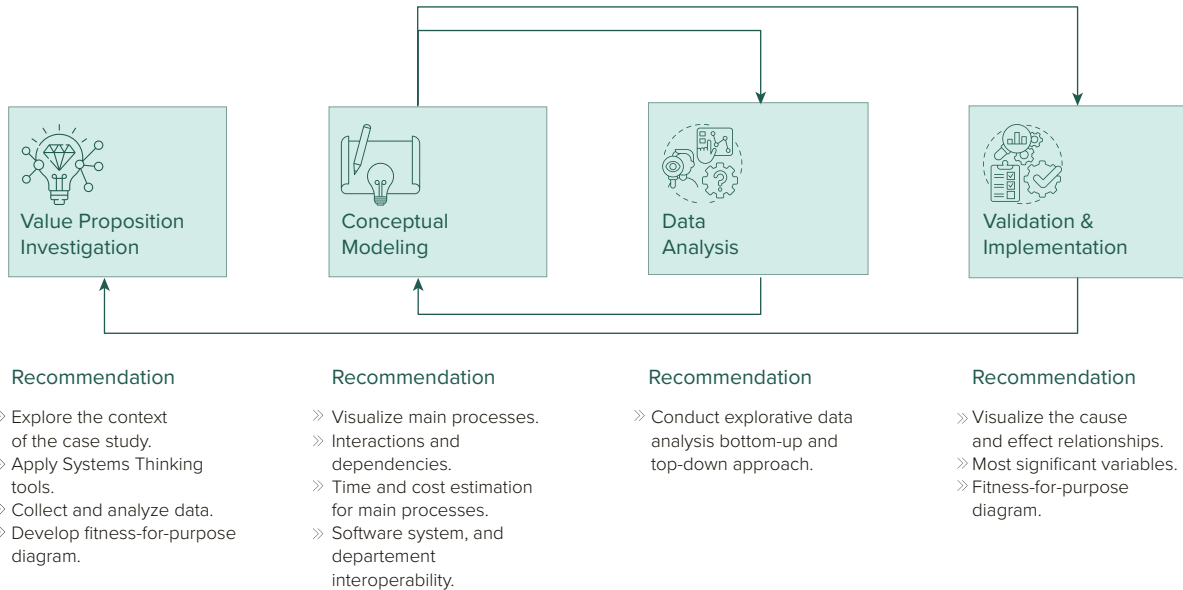 Value Proposition
Investigation
Conceptual
Modeling
Data
Analysis
Validation &
Implementation
Recommendation
» Explore the context
of the case study.
» Apply Systems Thinking
tools.
» Collect and analyze data.
» Develop fitness-for-purpose
diagram.
Recommendation
» Visualize main processes.
» Interactions and
dependencies.
» Time and cost estimation
for main processes.
» Software system, and
departement
interoperability.
Recommendation
» Conduct explorative data
analysis bottom-up and
top-down approach.
Recommendation
» Visualize the cause
and effect relationships.
» Most significant variables.
» Fitness-for-purpose
diagram.